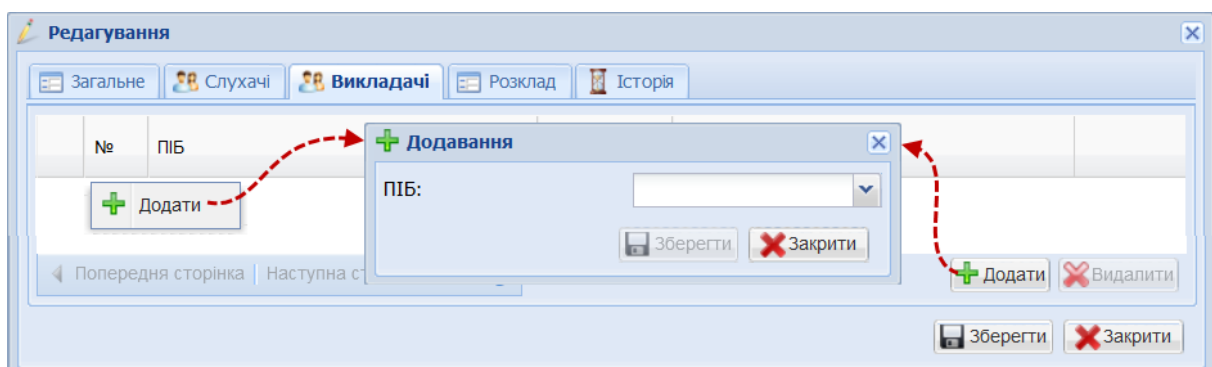 Редагування
Загальне Слухачі Викладачі Розклад Історія
№ ПІБ
Додавання
ПІБ:
Додати
Зберегти Закрити
Попередня сторінка Наступна
Додати Видалити
Зберегти Закрити